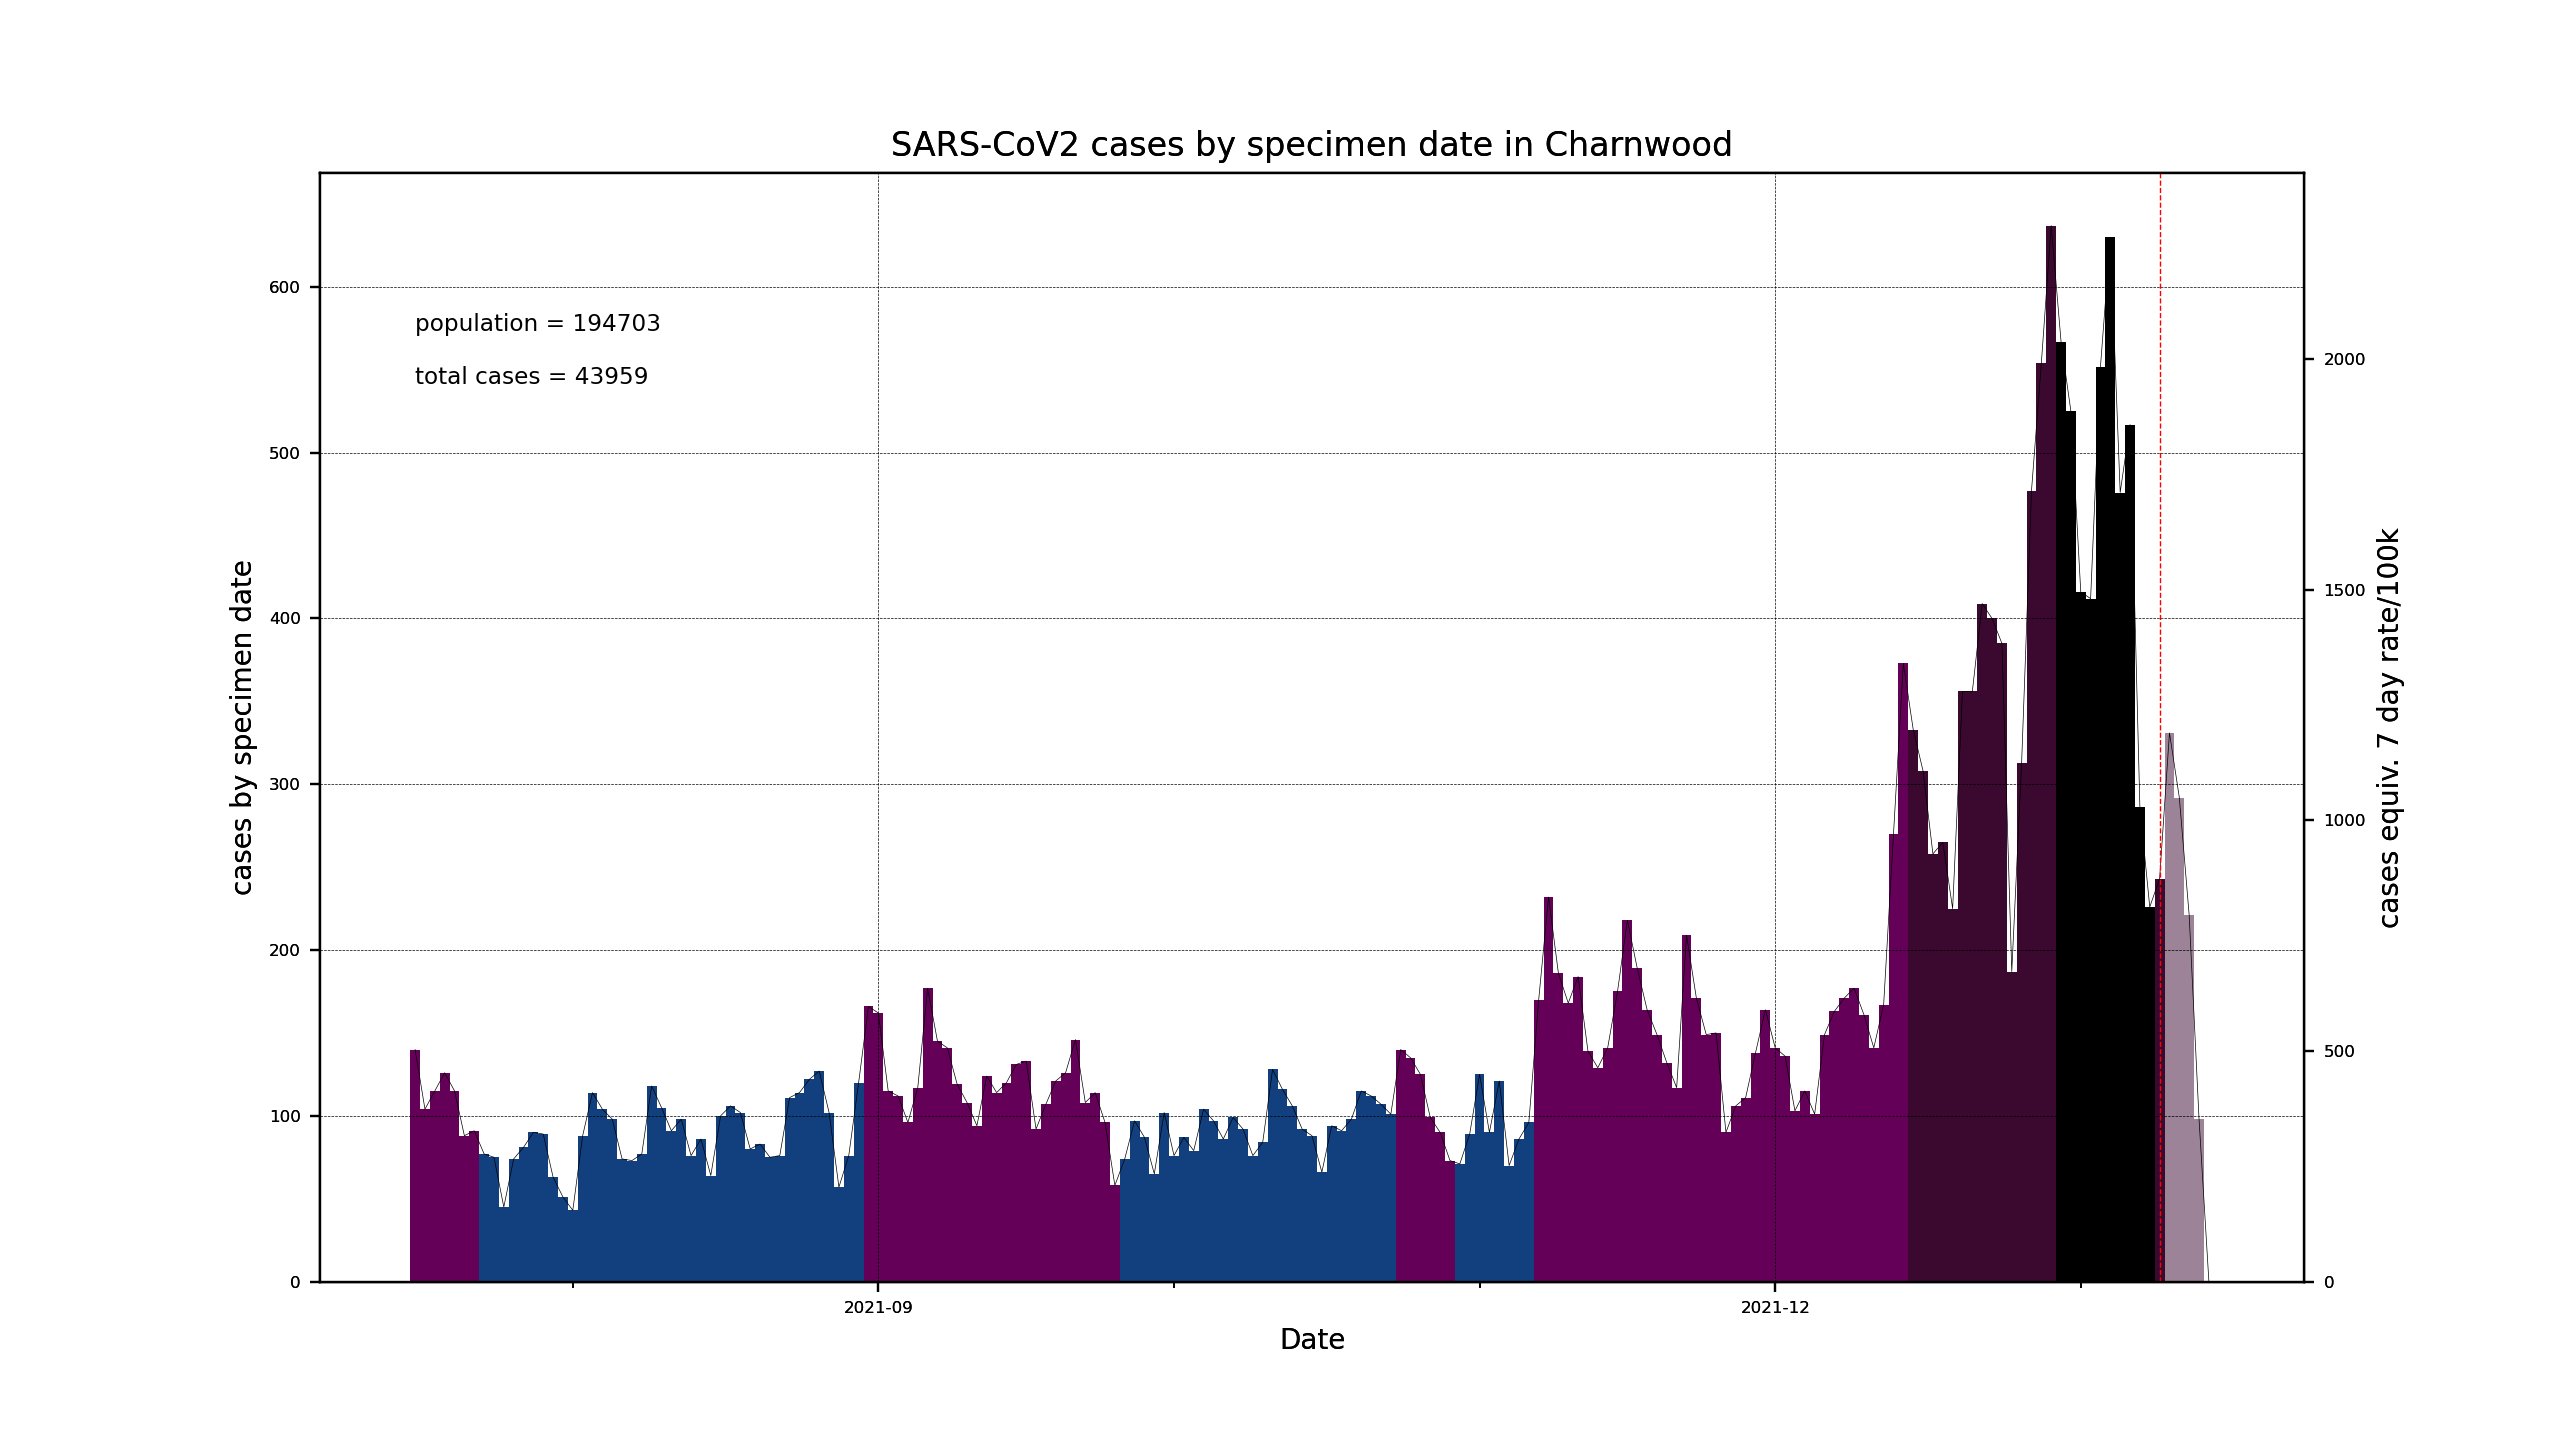 SARS-CoV2 cases by specimen date in Charnwood
population = 194703
total cases = 43959
cases by specimen date
600
500
400
300
200
100
0
2000
1500
1000
500
0
cases equiv. 7 day rate/100k
2021-09
2021-12
Date